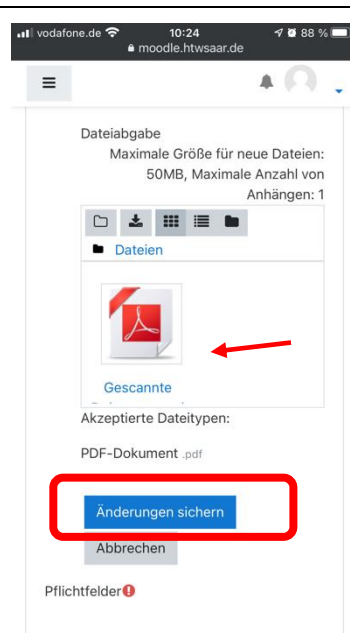 vodafone.de 10:24 88 %
moodle.htwsaar.de
Dateiabgabe
Maximale Größe für neue Dateien:
50MB, Maximale Anzahl von
Anhängen: 1
Dateien
Gescannte
Akzeptierte Dateitypen:
PDF-Dokument .pdf
Änderungen sichern
Abbrechen
Pflichtfelder